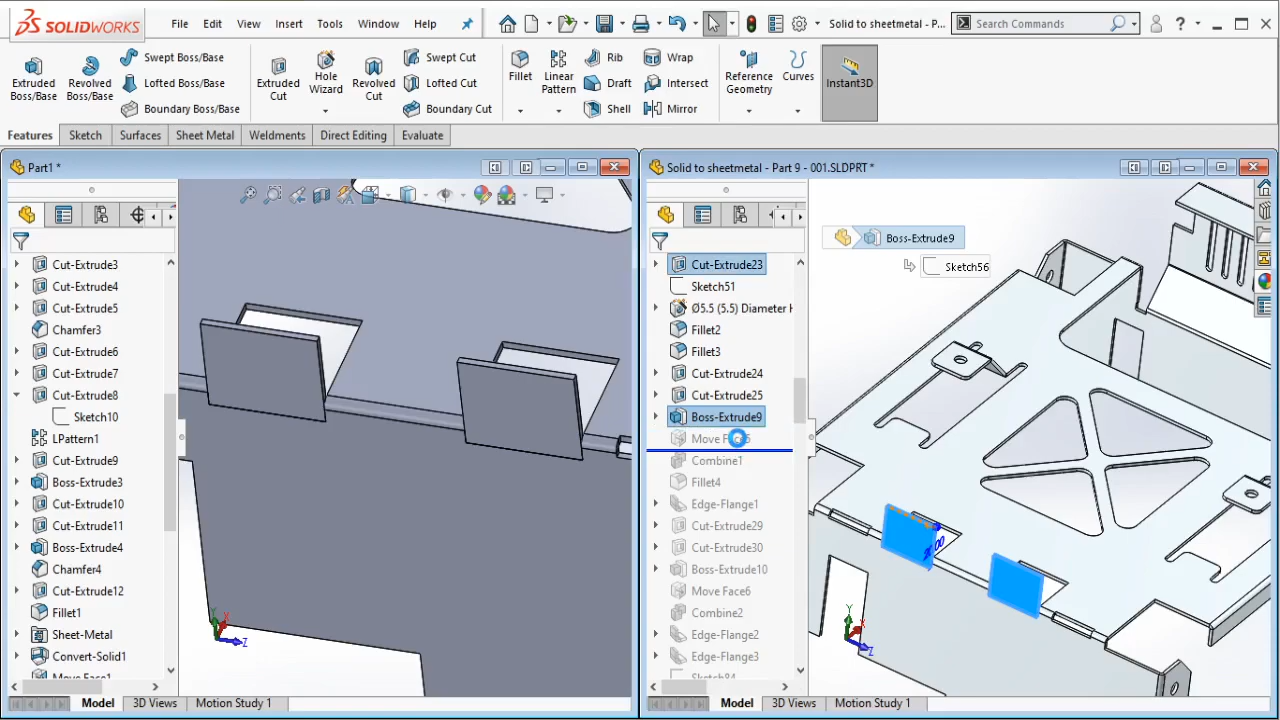 SOLIDWORKS
File Edit View Insert Tools Window Help
Solid to sheetmetal - P...
Search Commands
Extruded Boss/Base
Revolved Boss/Base
Swept Boss/Base
Lofted Boss/Base
Boundary Boss/Base
Extruded Cut
Hole Wizard
Revolved Cut
Swept Cut
Lofted Cut
Boundary Cut
Fillet
Linear Pattern
Rib
Draft
Shell
Wrap
Intersect
Mirror
Reference Geometry
Curves
Instant3D
Features Sketch Surfaces Sheet Metal Weldments Direct Editing Evaluate
Part1 *
Cut-Extrude3
Cut-Extrude4
Cut-Extrude5
Chamfer3
Cut-Extrude6
Cut-Extrude7
Cut-Extrude8
Sketch10
LPattern1
Cut-Extrude9
Boss-Extrude3
Cut-Extrude10
Cut-Extrude11
Boss-Extrude4
Chamfer4
Cut-Extrude12
Fillet1
Sheet-Metal
Convert-Solid1
Move Face1
Y X Z
Model 3D Views Motion Study 1
Solid to sheetmetal - Part 9 - 001.SLDPRT *
Cut-Extrude23
Sketch51
Ø5.5 (5.5) Diameter H
Fillet2
Fillet3
Cut-Extrude24
Cut-Extrude25
Boss-Extrude9
Move Face5
Combine1
Fillet4
Edge-Flange1
Cut-Extrude29
Cut-Extrude30
Boss-Extrude10
Move Face6
Combine2
Edge-Flange2
Edge-Flange3
Sketch84
Boss-Extrude9
Sketch56
Y X Z
Model 3D Views Motion Study 1